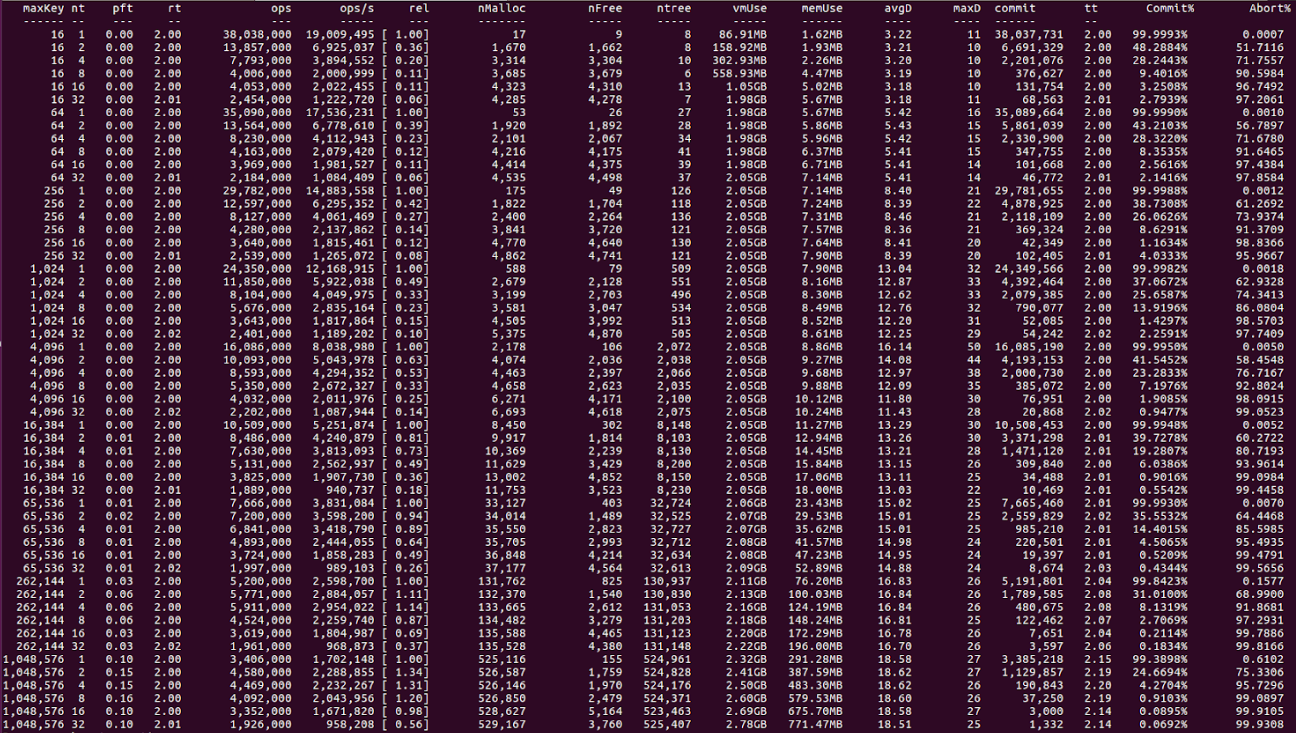 maxKey nt pft rt ops ops/s rel nMalloc nFree ntree vmUse memUse avgD maxD commit tt Commit% Abort%
------ -- --- -- --- ----- --- ------- ----- ----- ----- ------ ---- ---- ------ -- ------- ------
16 1 0.00 2.00 38,038,000 19,009,495 [ 1.00] 17 9 8 86.91MB 1.62MB 3.22 11 38,037,731 2.00 99.9993% 0.0007
16 2 0.00 2.00 13,857,000 6,925,037 [ 0.36] 1,670 1,662 8 158.92MB 1.93MB 3.21 10 6,691,329 2.00 48.2884% 51.7116
16 4 0.00 2.00 7,793,000 3,894,552 [ 0.20] 3,314 3,304 10 302.93MB 2.26MB 3.20 10 2,201,076 2.00 28.2443% 71.7557
16 8 0.00 2.00 4,006,000 2,000,999 [ 0.11] 3,685 3,679 6 558.93MB 4.47MB 3.19 10 376,627 2.00 9.4016% 90.5984
16 16 0.00 2.00 4,053,000 2,022,455 [ 0.11] 4,323 4,310 13 1.05GB 5.02MB 3.18 10 131,754 2.00 3.2508% 96.7492
16 32 0.00 2.01 2,454,000 1,222,720 [ 0.06] 4,285 4,278 7 1.98GB 5.67MB 3.18 11 68,563 2.01 2.7939% 97.2061
64 1 0.00 2.00 35,090,000 17,536,231 [ 1.00] 53 26 27 1.98GB 5.67MB 5.42 16 35,089,664 2.00 99.9990% 0.0010
64 2 0.00 2.00 13,564,000 6,778,610 [ 0.39] 1,920 1,892 28 1.98GB 5.86MB 5.43 15 5,861,039 2.00 43.2103% 56.7897
64 4 0.00 2.00 8,230,000 4,112,943 [ 0.23] 2,101 2,067 34 1.98GB 5.96MB 5.42 15 2,330,900 2.00 28.3220% 71.6780
64 8 0.00 2.00 4,163,000 2,079,420 [ 0.12] 4,216 4,175 41 1.98GB 6.37MB 5.41 15 347,755 2.00 8.3535% 91.6465
64 16 0.00 2.00 3,969,000 1,981,527 [ 0.11] 4,414 4,375 39 1.98GB 6.71MB 5.41 14 101,668 2.00 2.5616% 97.4384
64 32 0.00 2.01 2,184,000 1,084,409 [ 0.06] 4,535 4,498 37 1.98GB 7.14MB 5.41 14 46,772 2.01 2.1416% 97.8584
256 1 0.00 2.00 29,782,000 14,883,558 [ 1.00] 175 49 126 2.05GB 7.14MB 8.40 21 29,781,655 2.00 99.9988% 0.0012
256 2 0.00 2.00 12,597,000 6,295,352 [ 0.42] 1,822 1,704 118 2.05GB 7.24MB 8.39 22 4,878,925 2.00 38.7308% 61.2692
256 4 0.00 2.00 8,127,000 4,061,469 [ 0.27] 2,400 2,264 136 2.05GB 7.31MB 8.46 21 2,118,109 2.00 26.0626% 73.9374
256 8 0.00 2.00 4,280,000 2,137,862 [ 0.14] 3,841 3,720 121 2.05GB 7.57MB 8.36 21 369,324 2.00 8.6291% 91.3709
256 16 0.00 2.00 3,640,000 1,815,461 [ 0.12] 4,770 4,640 130 2.05GB 7.64MB 8.41 20 42,349 2.00 1.1634% 98.8366
256 32 0.00 2.01 2,539,000 1,265,072 [ 0.08] 4,862 4,741 121 2.05GB 7.90MB 8.39 20 102,405 2.01 4.0333% 95.9667
1,024 1 0.00 2.00 24,350,000 12,168,915 [ 1.00] 588 79 509 2.05GB 7.90MB 13.04 32 24,349,566 2.00 99.9982% 0.0018
1,024 2 0.00 2.00 11,850,000 5,922,038 [ 0.49] 2,679 2,128 551 2.05GB 8.16MB 12.87 33 4,392,464 2.00 37.0672% 62.9328
1,024 4 0.00 2.00 8,104,000 4,049,975 [ 0.33] 3,199 2,703 496 2.05GB 8.30MB 12.62 33 2,079,385 2.00 25.6587% 74.3413
1,024 8 0.00 2.00 5,676,000 2,835,164 [ 0.23] 3,581 3,047 534 2.05GB 8.49MB 12.76 32 790,077 2.00 13.9196% 86.0804
1,024 16 0.00 2.00 3,643,000 1,817,864 [ 0.15] 4,505 3,992 513 2.05GB 8.52MB 12.20 31 52,085 2.00 1.4297% 98.5703
1,024 32 0.00 2.02 2,401,000 1,189,202 [ 0.10] 5,375 4,870 505 2.05GB 8.61MB 12.25 29 54,242 2.02 2.2591% 97.7409
4,096 1 0.00 2.00 16,086,000 8,038,980 [ 1.00] 2,178 106 2,072 2.05GB 8.86MB 16.14 50 16,085,190 2.00 99.9950% 0.0050
4,096 2 0.00 2.00 10,093,000 5,043,978 [ 0.63] 4,074 2,036 2,038 2.05GB 9.27MB 14.08 44 4,193,153 2.00 41.5452% 58.4548
4,096 4 0.00 2.00 8,593,000 4,294,352 [ 0.53] 4,463 2,397 2,066 2.05GB 9.68MB 12.97 38 2,000,730 2.00 23.2833% 76.7167
4,096 8 0.00 2.00 5,350,000 2,672,327 [ 0.33] 4,658 2,623 2,035 2.05GB 9.88MB 12.09 35 385,072 2.00 7.1976% 92.8024
4,096 16 0.00 2.00 4,032,000 2,011,976 [ 0.25] 6,271 4,171 2,100 2.05GB 10.12MB 11.80 30 76,951 2.00 1.9085% 98.0915
4,096 32 0.00 2.02 2,202,000 1,087,944 [ 0.14] 6,693 4,618 2,075 2.05GB 10.24MB 11.43 28 20,868 2.02 0.9477% 99.0523
16,384 1 0.00 2.00 10,509,000 5,251,874 [ 1.00] 8,450 302 8,148 2.05GB 11.27MB 13.29 30 10,508,453 2.00 99.9948% 0.0052
16,384 2 0.01 2.00 8,486,000 4,240,879 [ 0.81] 9,917 1,814 8,103 2.05GB 12.94MB 13.26 30 3,371,298 2.01 39.7278% 60.2722
16,384 4 0.01 2.00 7,630,000 3,813,093 [ 0.73] 10,369 2,239 8,130 2.05GB 14.45MB 13.21 28 1,471,120 2.01 19.2807% 80.7193
16,384 8 0.00 2.00 5,131,000 2,562,937 [ 0.49] 11,629 3,429 8,200 2.05GB 15.84MB 13.15 26 309,840 2.00 6.0386% 93.9614
16,384 16 0.00 2.00 3,825,000 1,907,730 [ 0.36] 13,002 4,852 8,150 2.05GB 17.06MB 13.11 25 34,488 2.01 0.9016% 99.0984
16,384 32 0.00 2.01 1,889,000 940,737 [ 0.18] 11,753 3,523 8,230 2.05GB 18.00MB 13.03 22 10,469 2.01 0.5542% 99.4458
65,536 1 0.01 2.00 7,666,000 3,831,084 [ 1.00] 33,127 403 32,724 2.06GB 23.43MB 15.02 25 7,665,460 2.01 99.9930% 0.0070
65,536 2 0.02 2.00 7,200,000 3,598,200 [ 0.94] 34,014 1,489 32,525 2.07GB 29.53MB 15.01 25 2,559,829 2.02 35.5532% 64.4468
65,536 4 0.01 2.00 6,841,000 3,418,790 [ 0.89] 35,550 2,823 32,727 2.07GB 35.62MB 15.01 25 985,210 2.01 14.4015% 85.5985
65,536 8 0.01 2.00 4,893,000 2,444,055 [ 0.64] 35,705 2,993 32,712 2.08GB 41.57MB 14.98 24 220,501 2.01 4.5065% 95.4935
65,536 16 0.01 2.00 3,724,000 1,858,283 [ 0.49] 36,848 4,214 32,634 2.08GB 47.23MB 14.95 24 19,397 2.01 0.5209% 99.4791
65,536 32 0.01 2.02 1,997,000 989,103 [ 0.26] 37,177 4,564 32,613 2.09GB 52.89MB 14.88 24 8,674 2.03 0.4344% 99.5656
262,144 1 0.03 2.00 5,200,000 2,598,700 [ 1.00] 131,762 825 130,937 2.11GB 76.20MB 16.83 26 5,191,801 2.04 99.8423% 0.1577
262,144 2 0.06 2.00 5,771,000 2,884,057 [ 1.11] 132,370 1,540 130,830 2.13GB 100.03MB 16.84 26 1,789,585 2.08 31.0100% 68.9900
262,144 4 0.06 2.00 5,911,000 2,954,022 [ 1.14] 133,665 2,612 131,053 2.16GB 124.19MB 16.84 26 480,675 2.08 8.1319% 91.8681
262,144 8 0.06 2.00 4,524,000 2,259,740 [ 0.87] 134,482 3,279 131,203 2.18GB 148.24MB 16.81 25 122,462 2.07 2.7069% 97.2931
262,144 16 0.03 2.00 3,619,000 1,804,987 [ 0.69] 135,588 4,465 131,123 2.20GB 172.29MB 16.78 26 7,651 2.04 0.2114% 99.7886
262,144 32 0.03 2.02 1,961,000 968,873 [ 0.37] 135,528 4,380 131,148 2.22GB 196.00MB 16.70 26 3,597 2.06 0.1834% 99.8166
1,048,576 1 0.10 2.00 3,406,000 1,702,148 [ 1.00] 525,116 155 524,961 2.32GB 291.28MB 18.58 27 3,385,218 2.15 99.3898% 0.6102
1,048,576 2 0.15 2.00 4,580,000 2,288,855 [ 1.34] 526,587 1,759 524,828 2.41GB 387.59MB 18.62 27 1,129,857 2.19 24.6694% 75.3306
1,048,576 4 0.15 2.00 4,469,000 2,232,267 [ 1.31] 526,146 1,970 524,176 2.50GB 483.30MB 18.62 26 190,843 2.20 4.2704% 95.7296
1,048,576 8 0.16 2.00 4,092,000 2,043,956 [ 1.20] 526,850 2,479 524,371 2.60GB 579.53MB 18.60 26 37,250 2.19 0.9103% 99.0897
1,048,576 16 0.10 2.00 3,352,000 1,671,820 [ 0.98] 528,627 5,164 523,463 2.69GB 675.70MB 18.58 27 3,000 2.14 0.0895% 99.9105
1,048,576 32 0.10 2.01 1,926,000 958,208 [ 0.56] 529,167 3,760 525,407 2.78GB 771.47MB 18.51 25 1,332 2.14 0.0692% 99.9308